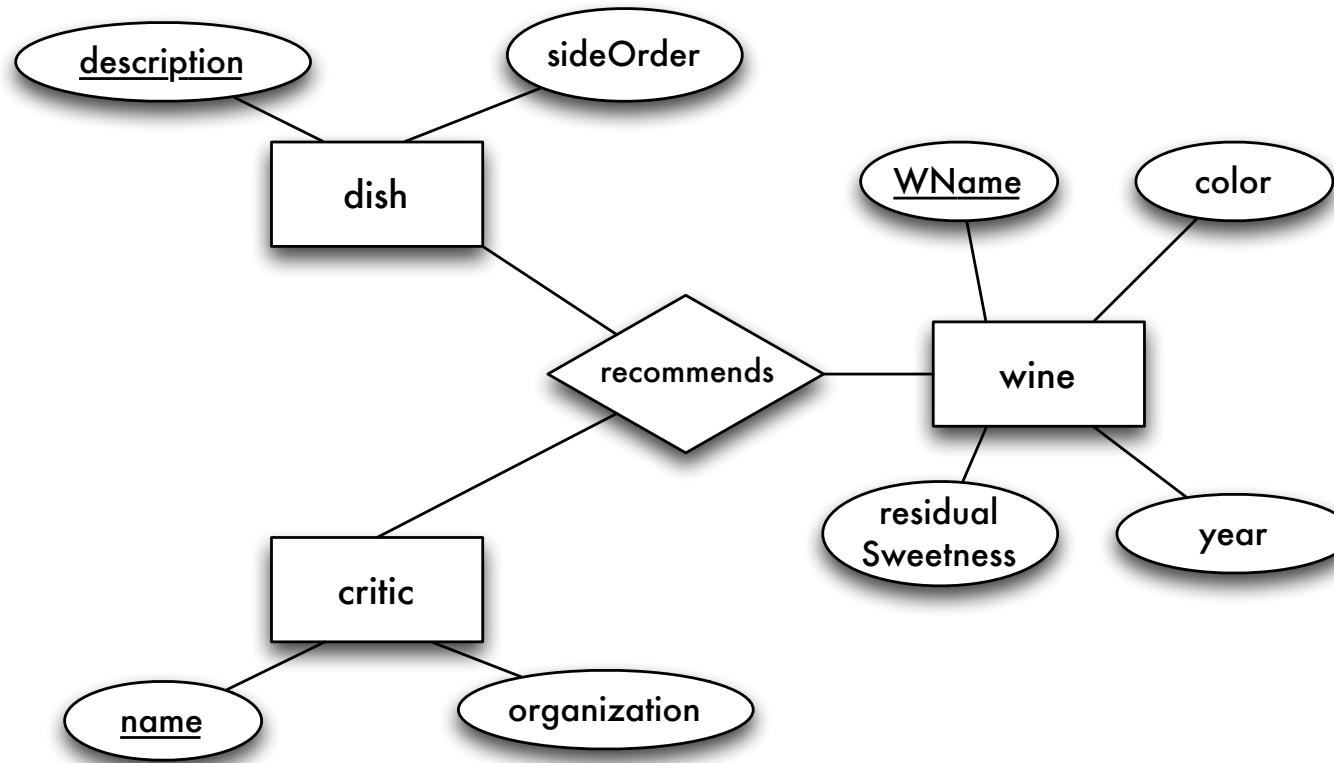 description
sideOrder
dish
WName
color
recommends
wine
residual
Sweetness
year
critic
name
organization